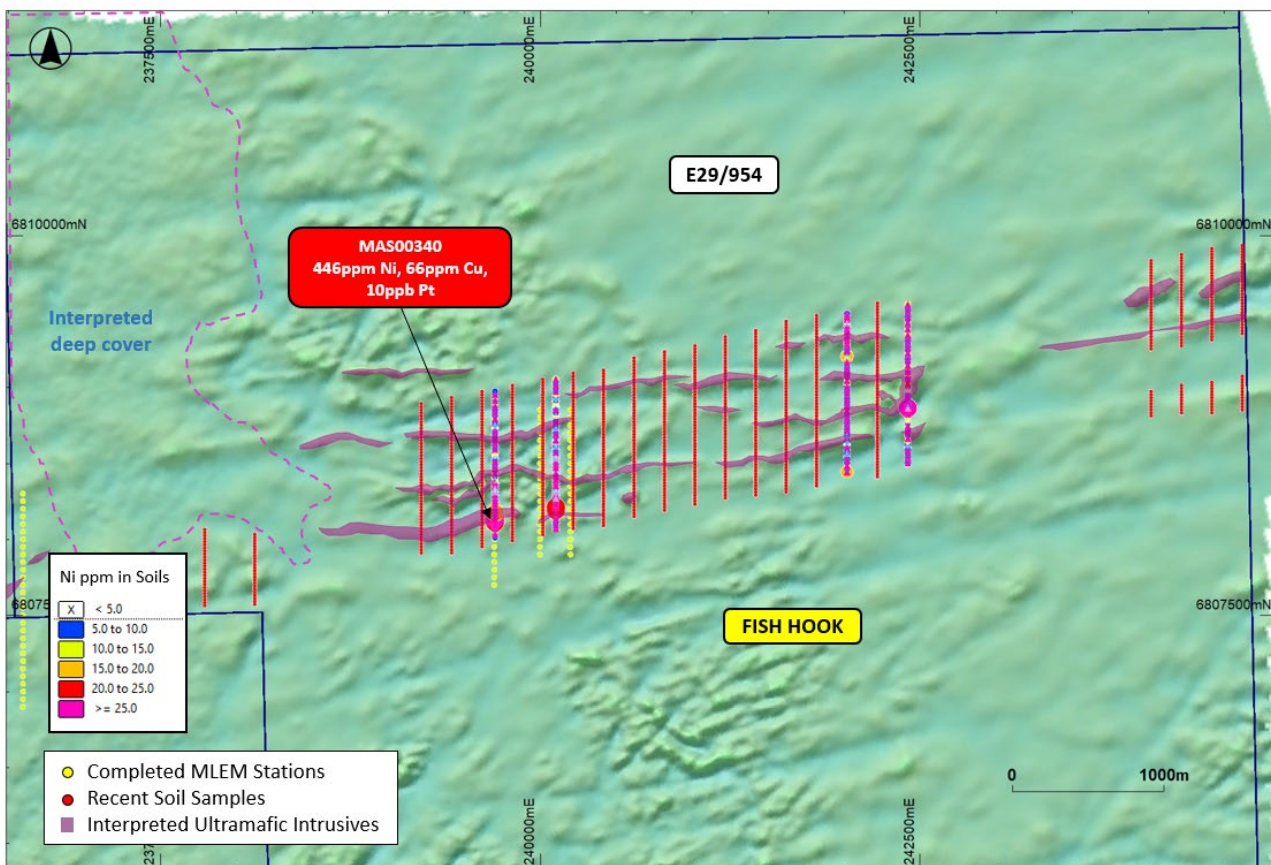 237500mE
240000mE
242500mE
E29/954
6810000mN
6810000mN
MAS00340
446ppm Ni, 66ppm Cu,
10ppb Pt
Interpreted
deep cover
Ni ppm in Soils
X < 5.0
5.0 to 10.0
10.0 to 15.0
15.0 to 20.0
20.0 to 25.0
>= 25.0
68075
6807500mN
FISH HOOK
Completed MLEM Stations
Recent Soil Samples
Interpreted Ultramafic Intrusives
0 1000m
237
240000mE
242500mE